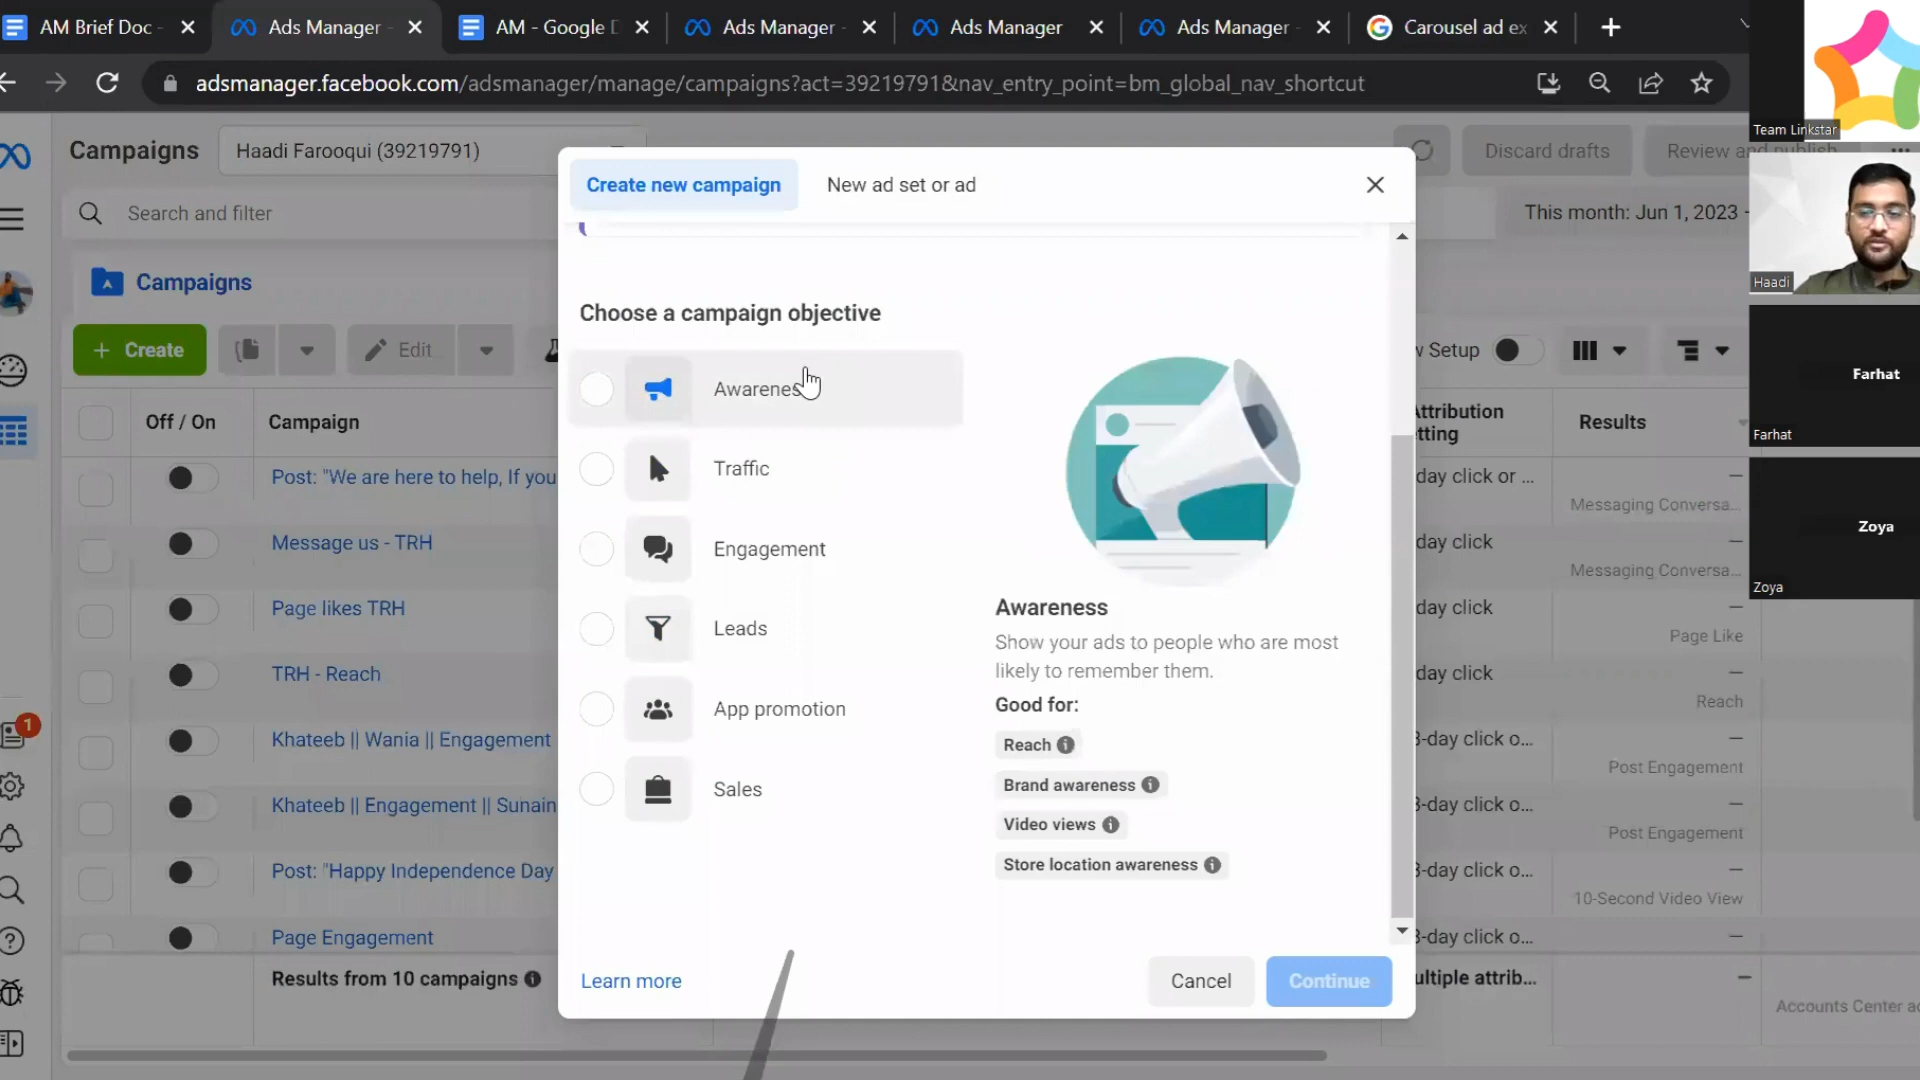 AM Brief Doc -
Ads Manager -
AM - Google D
Ads Manager -
Ads Manager
Ads Manager -
Carousel ad ex
adsmanager.facebook.com/adsmanager/manage/campaigns?act=39219791&nav_entry_point=bm_global_nav_shortcut
Team Linkstar
Campaigns
Haadi Farooqui (39219791)
Discard drafts
Review and publish
Search and filter
This month: Jun 1, 2023 -
Create new campaign
New ad set or ad
Haadi
Campaigns
Choose a campaign objective
+ Create
Edit
w Setup
Awarenes
Farhat
Farhat
Off / On
Campaign
Attribution
tting
Results
Traffic
Post: "We are here to help, If you
day click or ...
Messaging Conversa...
Zoya
Zoya
Message us - TRH
Engagement
day click
Messaging Conversa...
Page likes TRH
Leads
Awareness
Show your ads to people who are most
likely to remember them.
day click
Page Like
TRH - Reach
day click
Reach
App promotion
Good for:
Reach
1
Khateeb || Wania || Engagement
3-day click o...
Post Engagement
Sales
Brand awareness
Khateeb || Engagement || Sunain
Video views
3-day click o...
Post Engagement
Store location awareness
Post: "Happy Independence Day
3-day click o...
10-Second Video View
Page Engagement
3-day click o...
Results from 10 campaigns
Learn more
Cancel
Continue
ultiple attrib...
Accounts Center ac